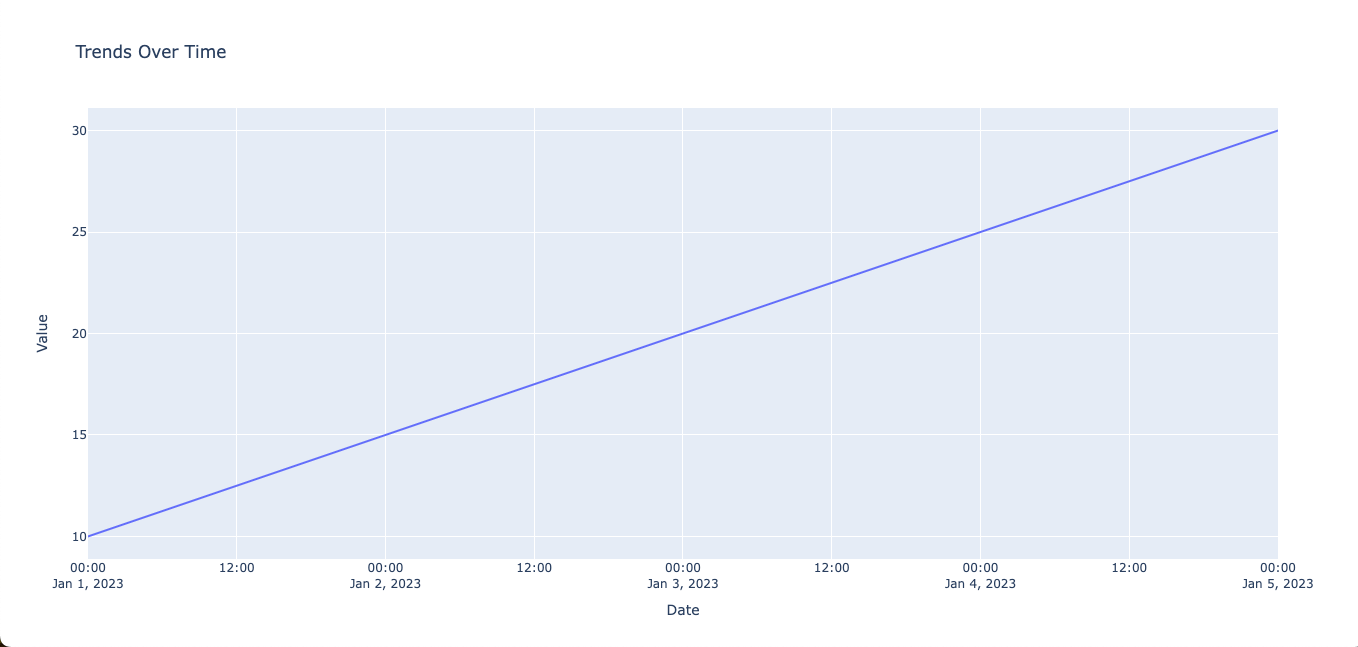 Trends Over Time
30
25
20
15
10
Value
00:00 12:00 00:00 12:00 00:00 12:00 00:00 12:00 00:00
Jan 1, 2023 Jan 2, 2023 Jan 3, 2023 Jan 4, 2023 Jan 5, 2023
Date